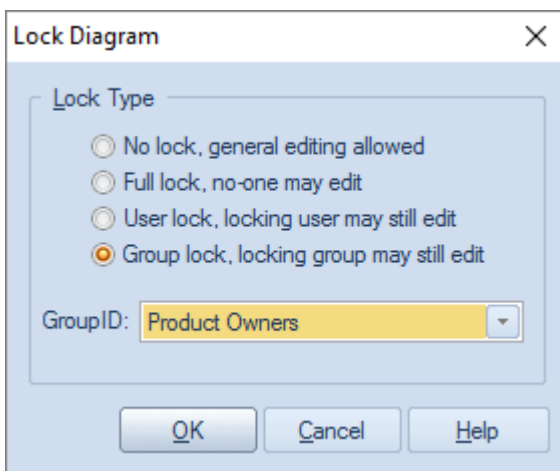 Lock Diagram
Lock Type
No lock, general editing allowed
Full lock, no-one may edit
User lock, locking user may still edit
Group lock, locking group may still edit
GroupID: Product Owners
OK Cancel Help